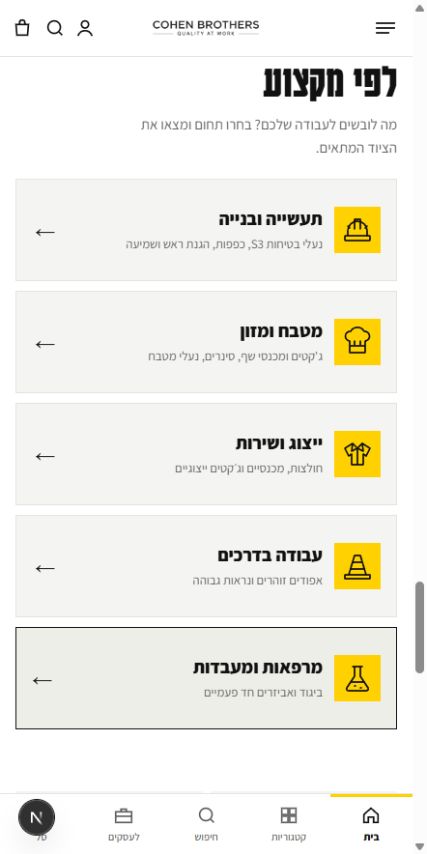 COHEN BROTHERS
QUALITY AT WORK
לפי מקצוע
מה לובשים לעבודה שלכם? בחרו תחום ומצאו את
הציוד המתאים.
תעשייה ובנייה
נעלי בטיחות S3, כפפות, הגנת ראש ושמיעה
מטבח ומזון
ג'קטים ומכנסי שף, סינרים, נעלי מטבח
ייצוג ושירות
חולצות, מכנסיים וג'קטים ייצוגיים
עבודה בדרכים
אפודים זוהרים ונראות גבוהה
מרפאות ומעבדות
ביגוד ואביזרים חד פעמיים
בית
קטגוריות
חיפוש
לעסקים
סל
N